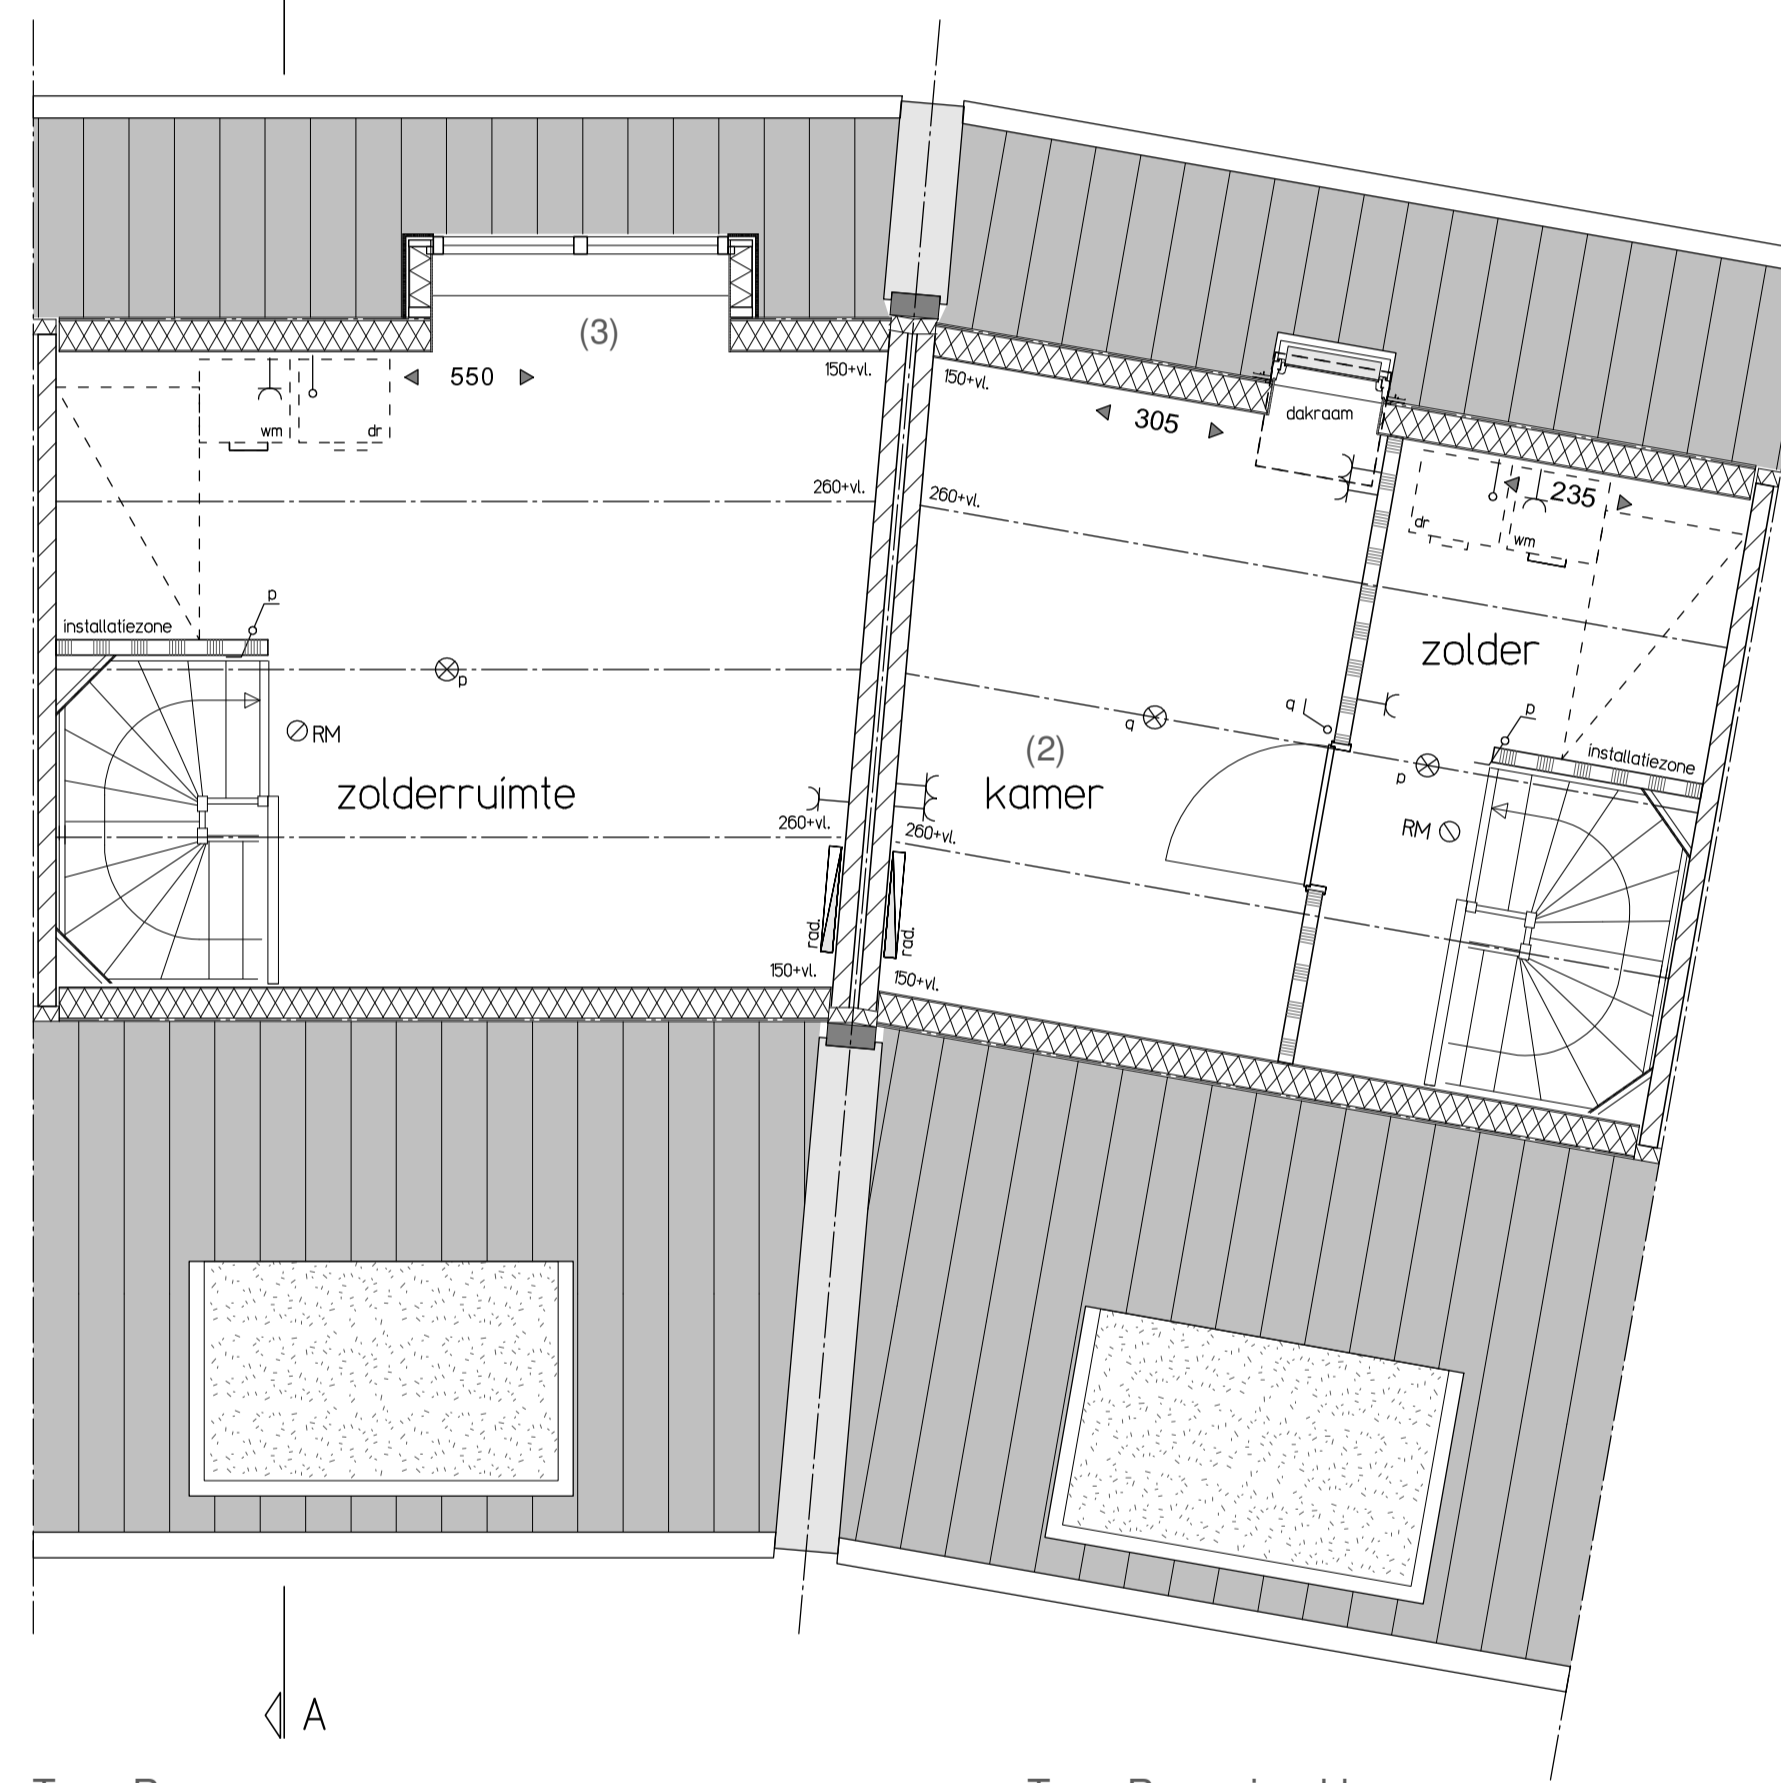 (3)
550
150+vl.
150+vl.
305
dakraam
wm
dr
260+vl.
260+vl.
235
dr
wm
p
installatiezone
zolder
p
RM
q
q
p
installatiezone
(2)
p
zolderruimte
kamer
RM
260+vl.
260+vl.
rad.
rad.
150+vl.
150+vl.
A